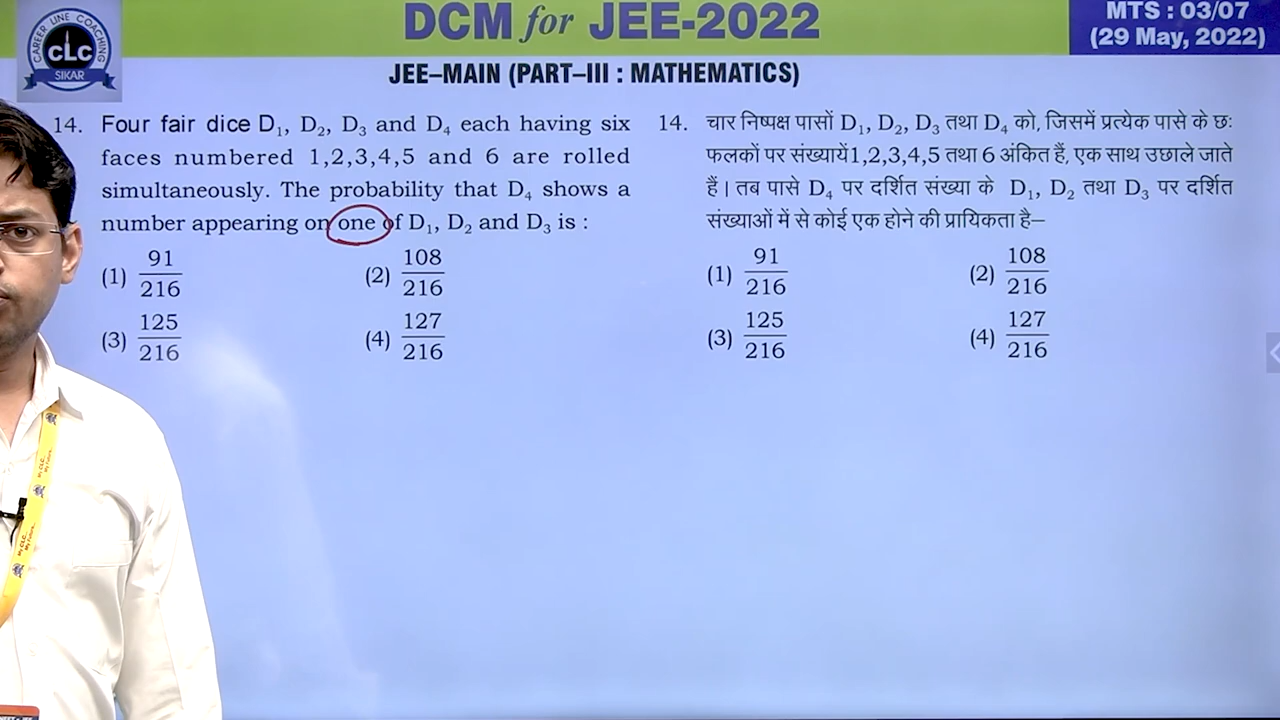 CAREER LINE COACHING
CLC
SIKAR
DCM for JEE-2022
MTS : 03/07
(29 May, 2022)
JEE–MAIN (PART–III : MATHEMATICS)
14. Four fair dice D₁, D₂, D₃ and D₄ each having six
faces numbered 1,2,3,4,5 and 6 are rolled
simultaneously. The probability that D₄ shows a
number appearing on one of D₁, D₂ and D₃ is :
(1) 91/216 (2) 108/216
(3) 125/216 (4) 127/216
14. चार निष्पक्ष पासों D₁, D₂, D₃ तथा D₄ को, जिसमें प्रत्येक पासे के छः
फलकों पर संख्यायें 1,2,3,4,5 तथा 6 अंकित हैं, एक साथ उछाले जाते
हैं। तब पासे D₄ पर दर्शित संख्या के D₁, D₂ तथा D₃ पर दर्शित
संख्याओं में से कोई एक होने की प्रायिकता है–
(1) 91/216 (2) 108/216
(3) 125/216 (4) 127/216